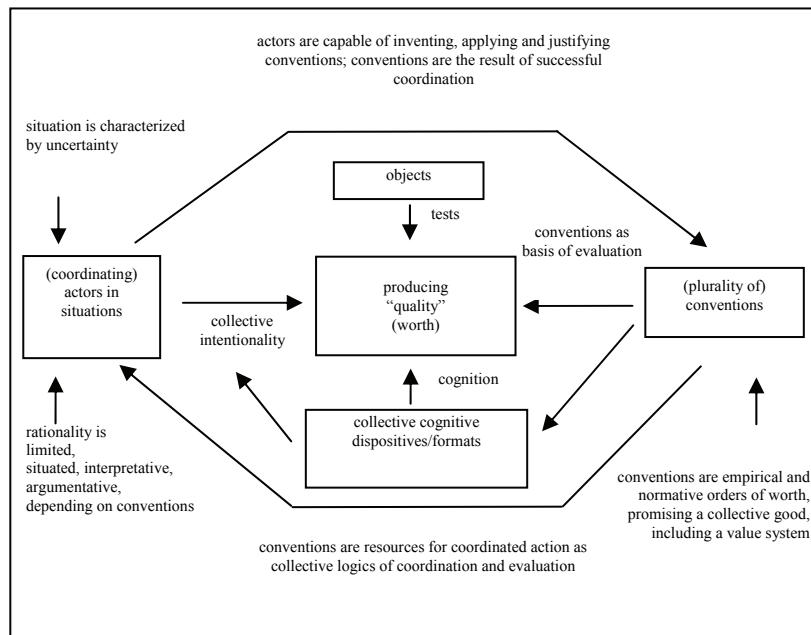 actors are capable of inventing, applying and justifying
conventions; conventions are the result of successful
coordination
situation is characterized
by uncertainty
objects
tests
conventions as
basis of evaluation
(coordinating)
actors in
situations
producing
“quality”
(worth)
(plurality of)
conventions
collective
intentionality
cognition
collective cognitive
dispositives/formats
rationality is
limited,
situated, interpretative,
argumentative,
depending on conventions
conventions are empirical and
normative orders of worth,
promising a collective good,
including a value system
conventions are resources for coordinated action as
collective logics of coordination and evaluation